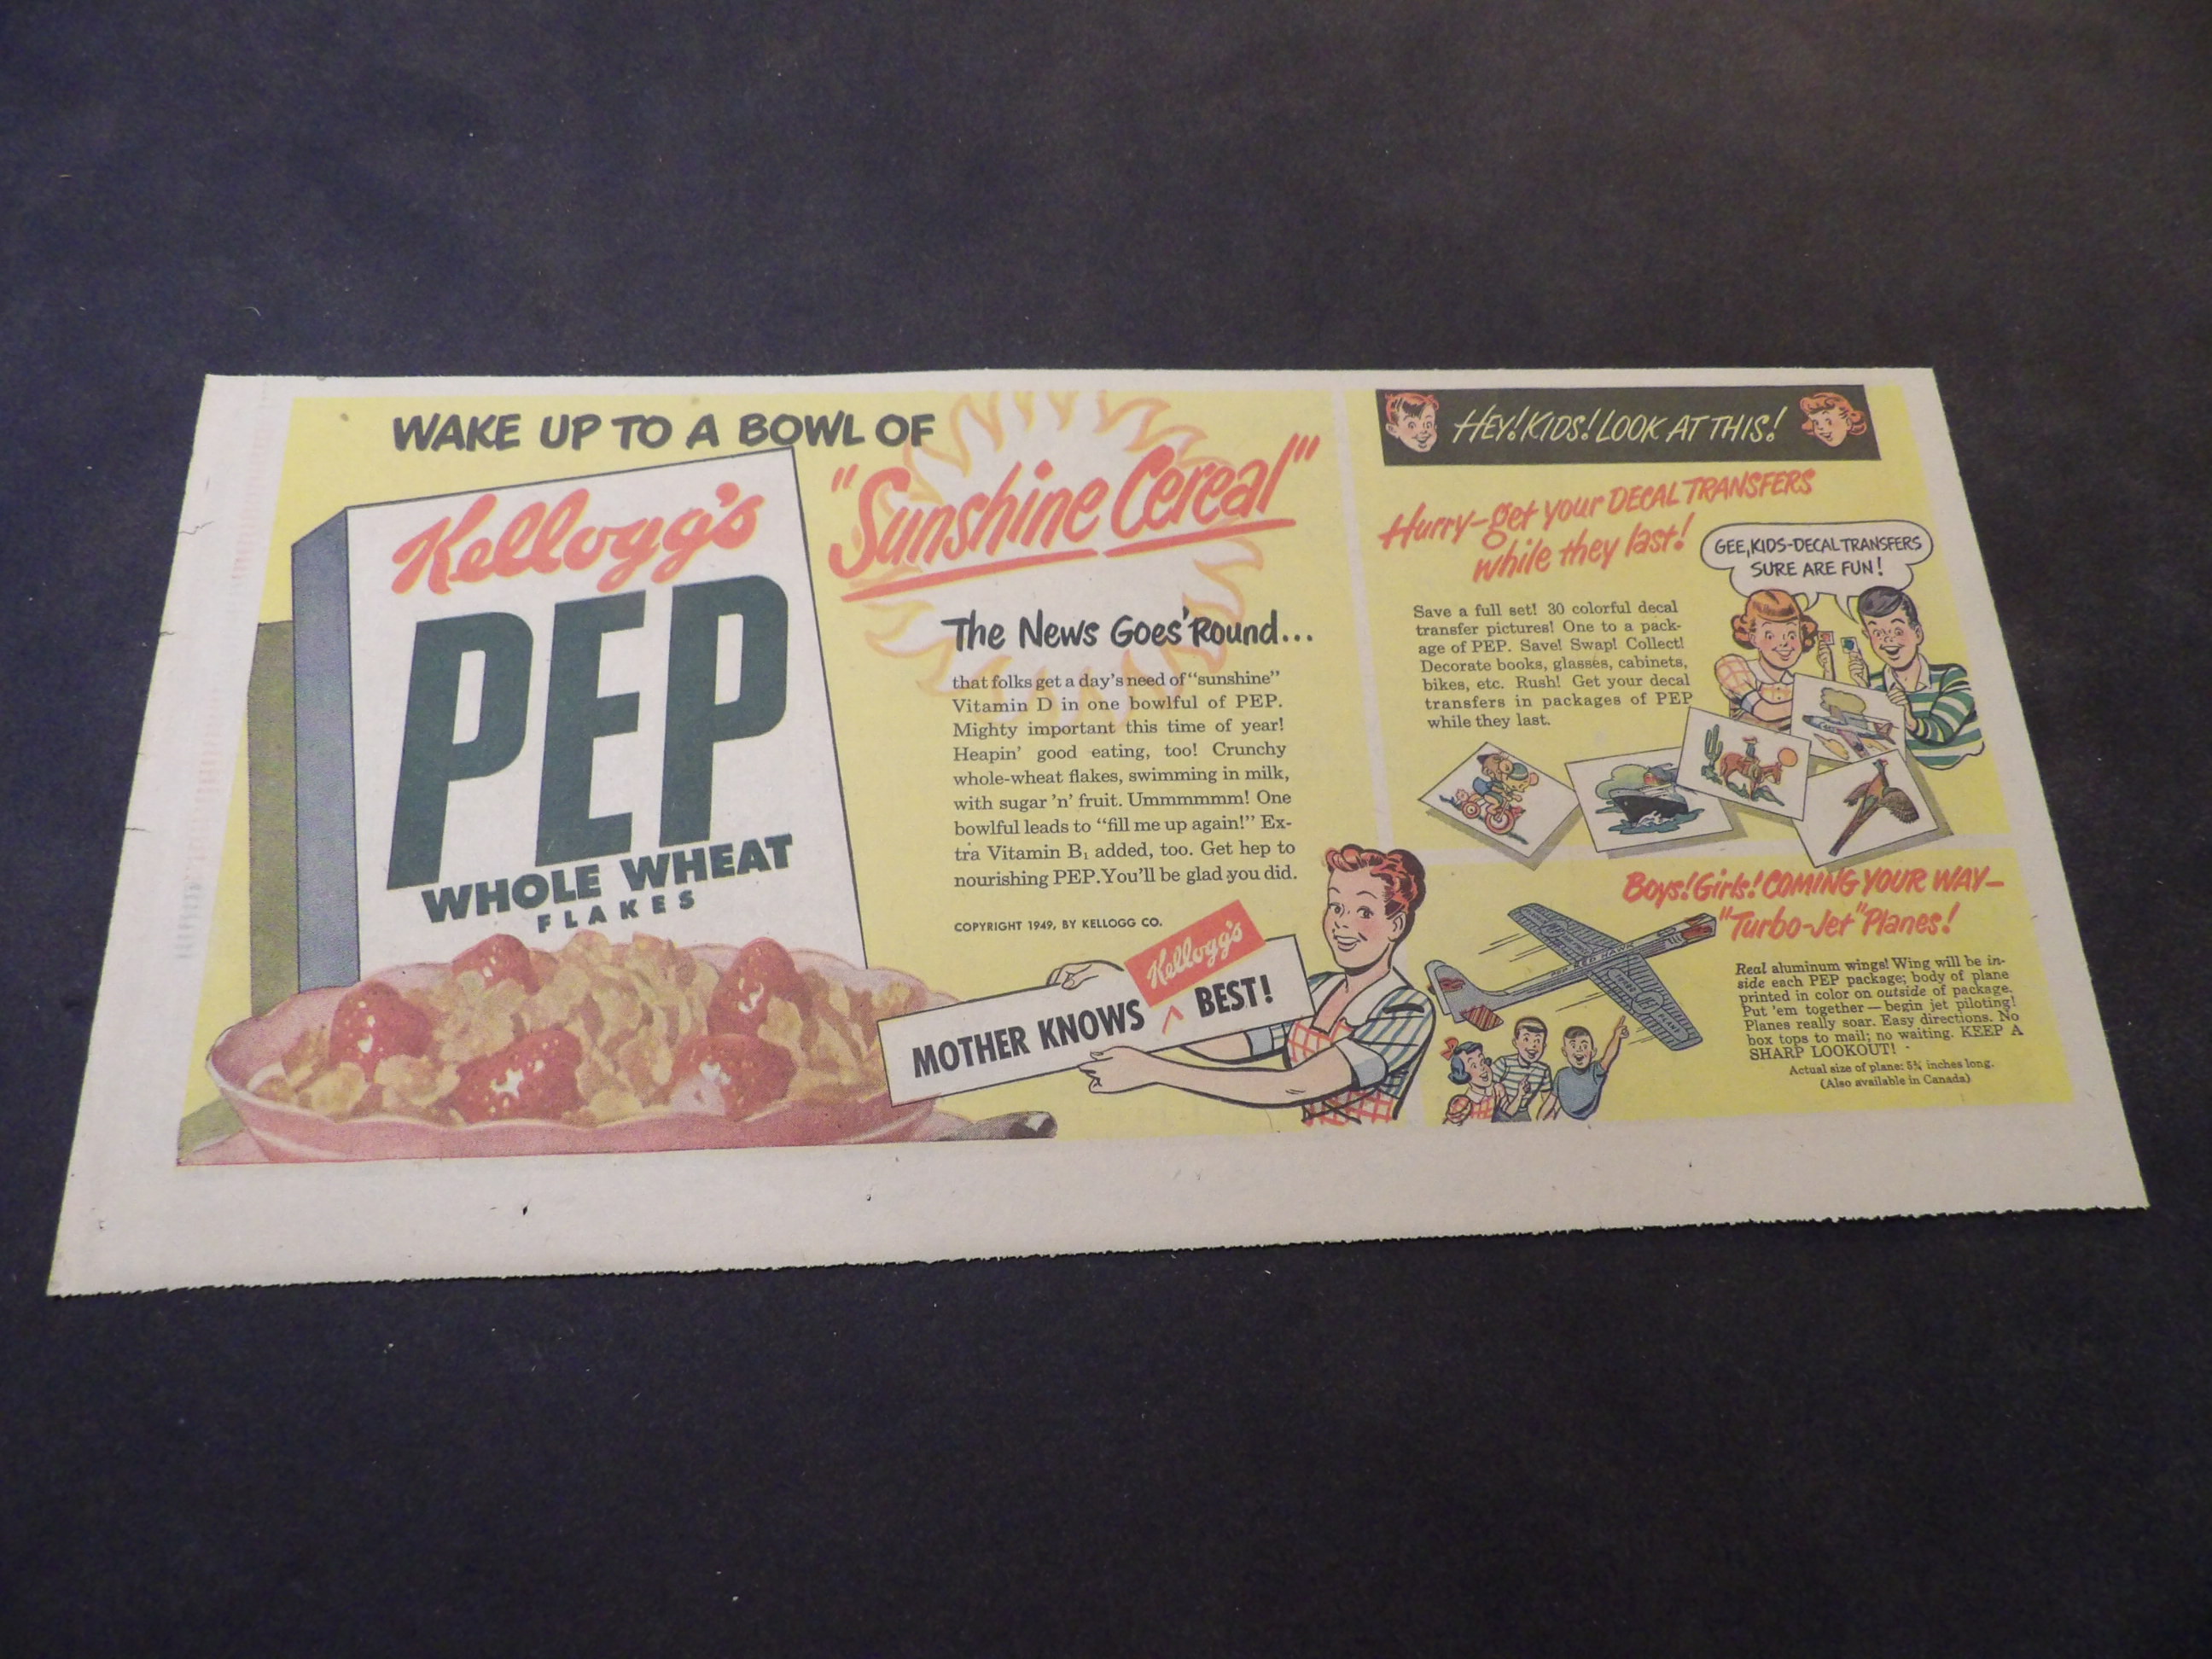 WAKE UP TO A BOWL OF
"Sunshine Cereal"
Kellogg's
PEP
WHOLE WHEAT
FLAKES
The News Goes 'Round...
that folks get a day's need of "sunshine"
Vitamin D in one bowlful of PEP.
Mighty important this time of year!
Heapin' good eating, too! Crunchy
whole-wheat flakes, swimming in milk,
with sugar 'n' fruit. Ummmmmm! One
bowlful leads to "fill me up again!" Ex-
tra Vitamin B₁ added, too. Get hep to
nourishing PEP. You'll be glad you did.
COPYRIGHT 1949, BY KELLOGG CO.
Kellogg's
MOTHER KNOWS ^ BEST!
HEY! KIDS! LOOK AT THIS!
Hurry-get your DECAL TRANSFERS
while they last!
GEE, KIDS-DECAL TRANSFERS
SURE ARE FUN!
Save a full set! 30 colorful decal
transfer pictures! One to a pack-
age of PEP. Save! Swap! Collect!
Decorate books, glasses, cabinets,
bikes, etc. Rush! Get your decal
transfers in packages of PEP
while they last.
Boys! Girls! COMING YOUR WAY-
"Turbo-Jet" Planes!
Real aluminum wings! Wing will be in-
side each PEP package; body of plane
printed in color on outside of package.
Put 'em together — begin jet piloting!
Planes really soar. Easy directions. No
box tops to mail; no waiting. KEEP A
SHARP LOOKOUT!
Actual size of plane: 5¾ inches long.
(Also available in Canada)